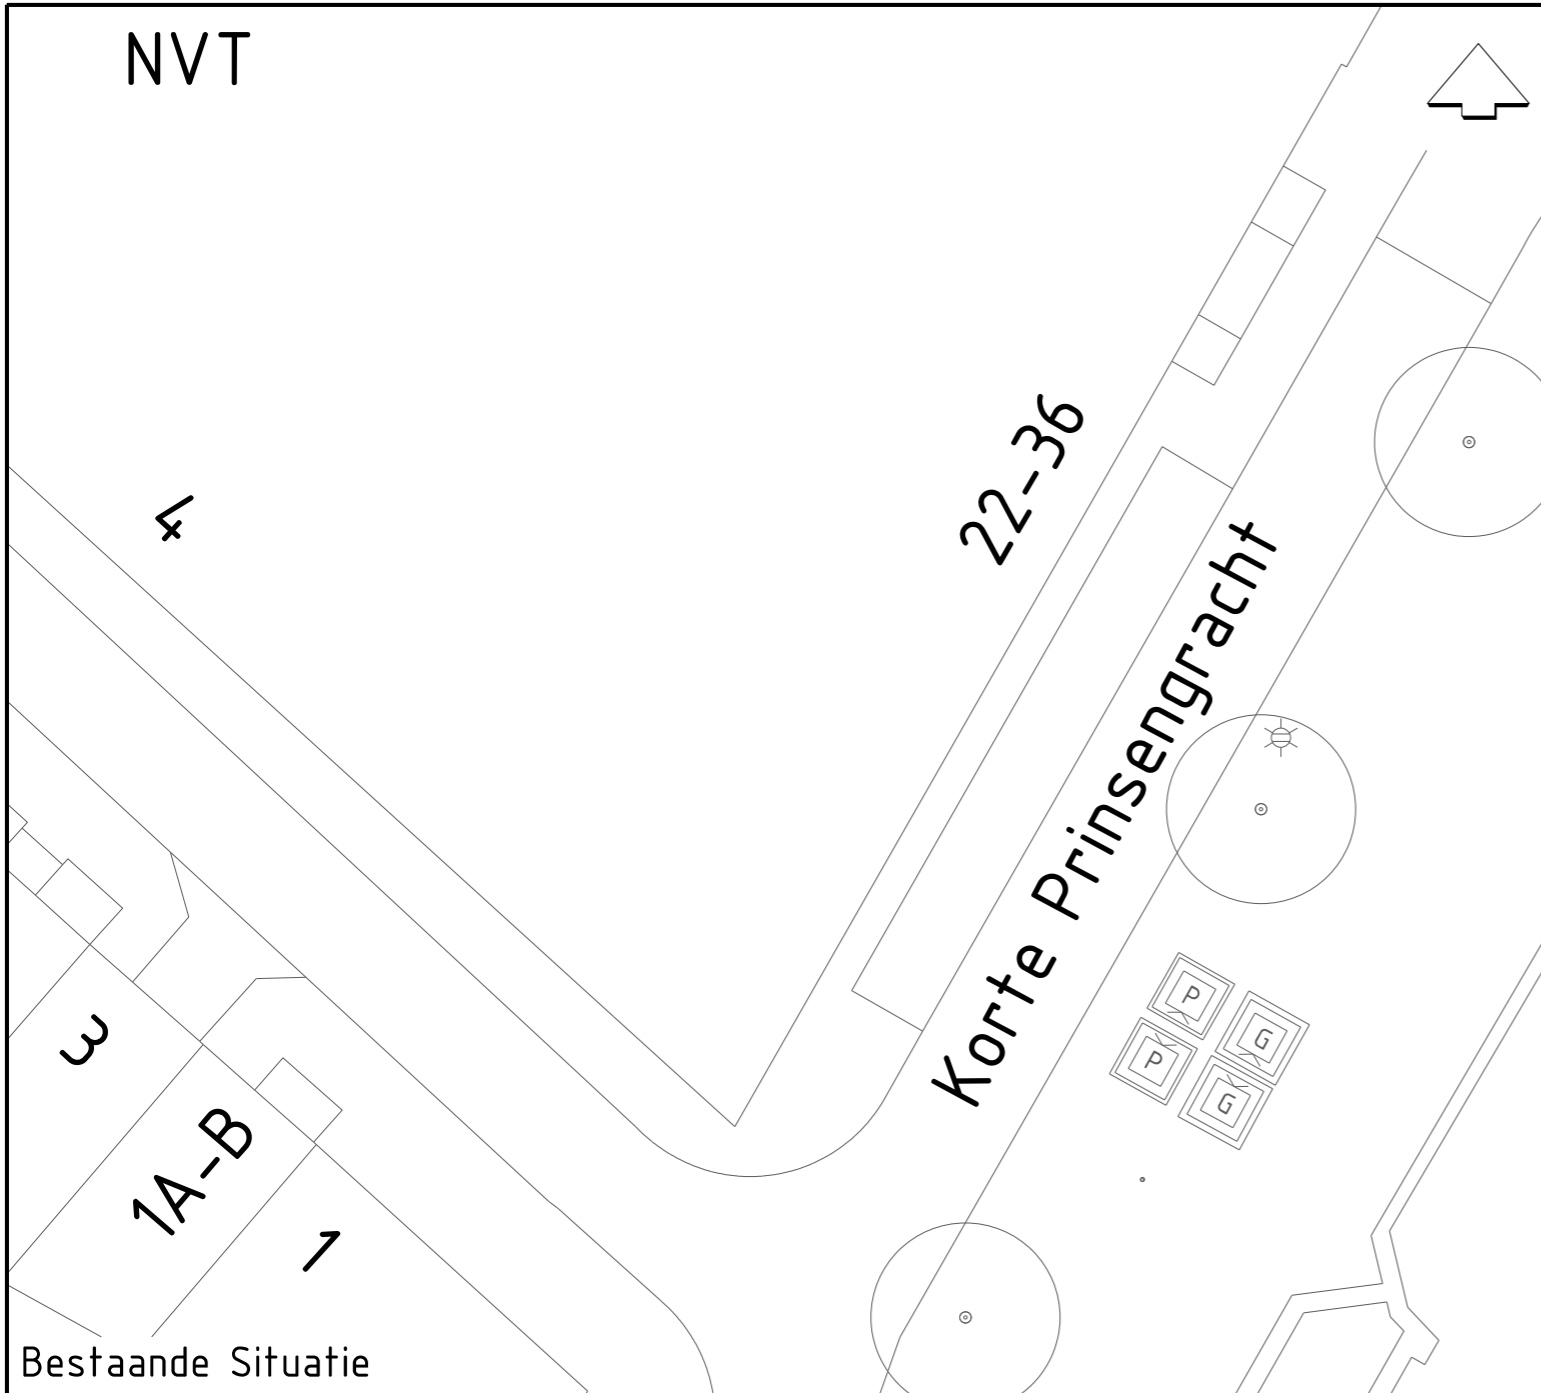 NVT
4
22-36
Korte Prinsengracht
P
G
P
G
3
1A-B
1
Bestaande Situatie